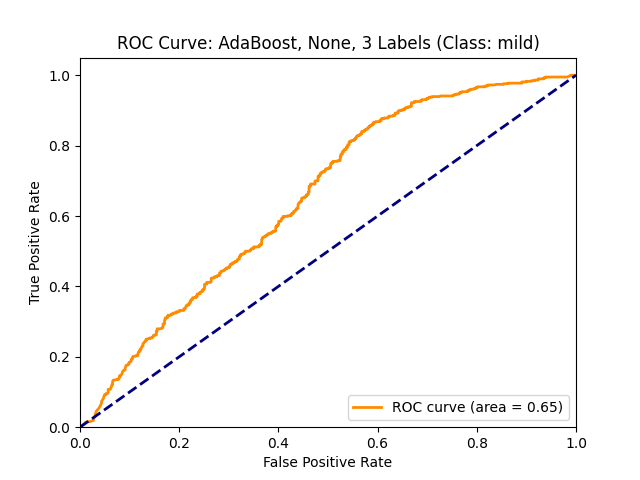 ROC Curve: AdaBoost, None, 3 Labels (Class: mild)
1.0
0.8
0.6
0.4
0.2
0.0
True Positive Rate
ROC curve (area = 0.65)
0.0 0.2 0.4 0.6 0.8 1.0
False Positive Rate